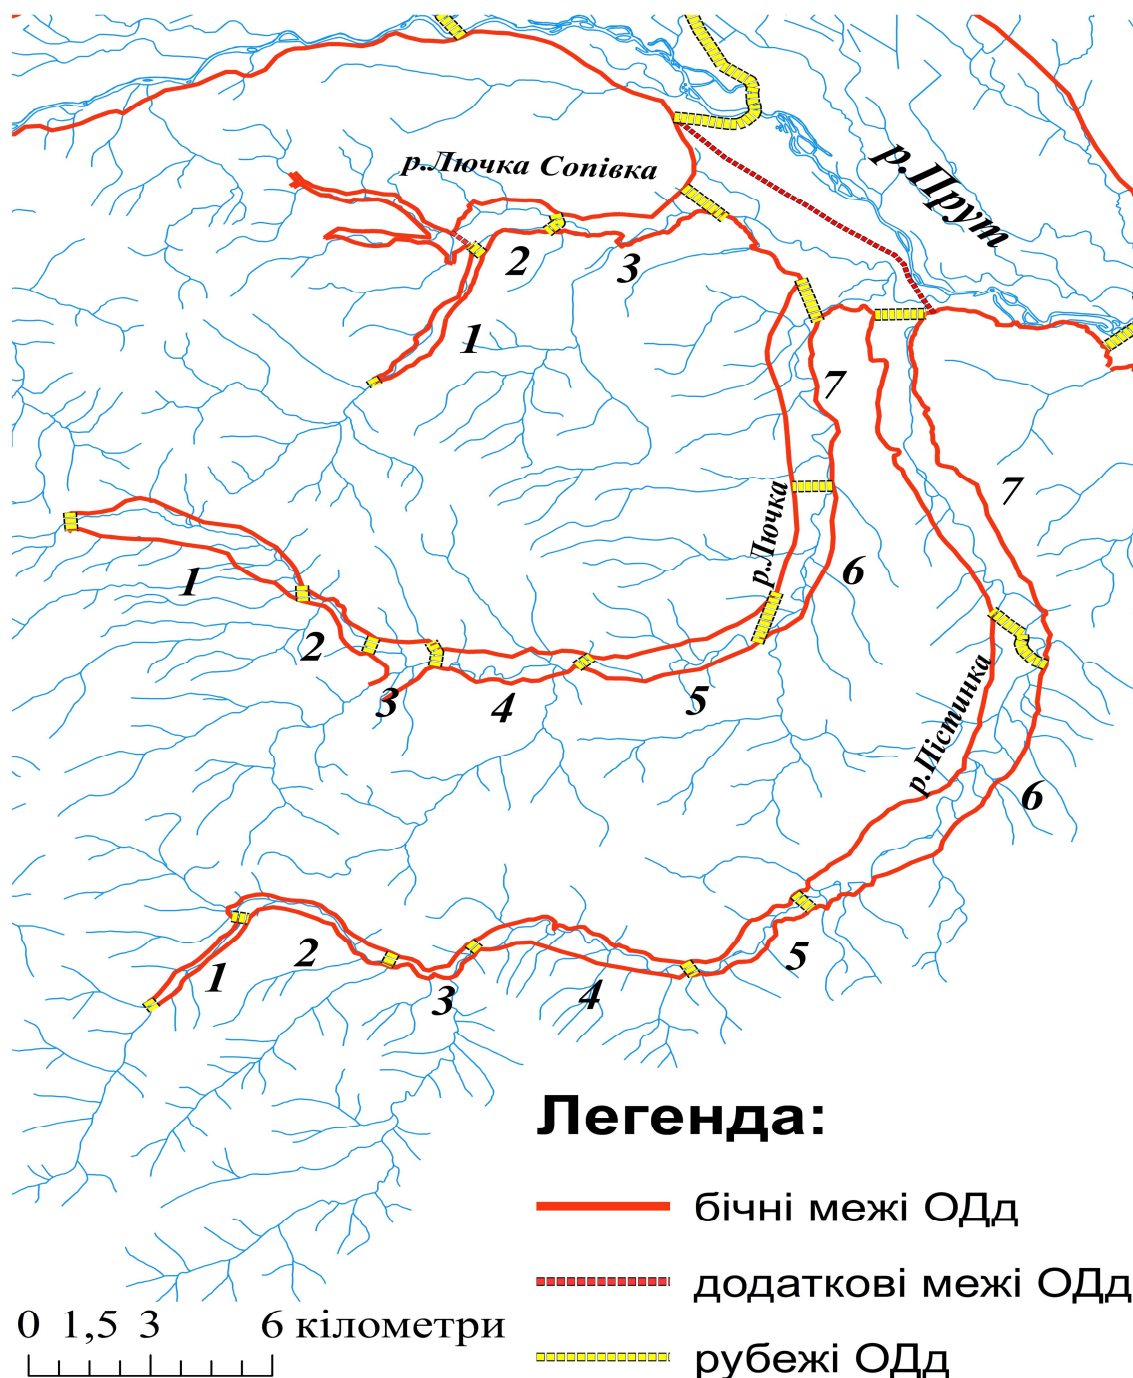 р.Лючка Сопівка
р.Прут
2
3
1
7
7
р.Лючка
6
1
2
3
4
5
р.Пістинка
6
1
2
3
4
5
Легенда:
бічні межі ОДд
додаткові межі ОДд
рубежі ОДд
0 1,5 3 6 кілометри